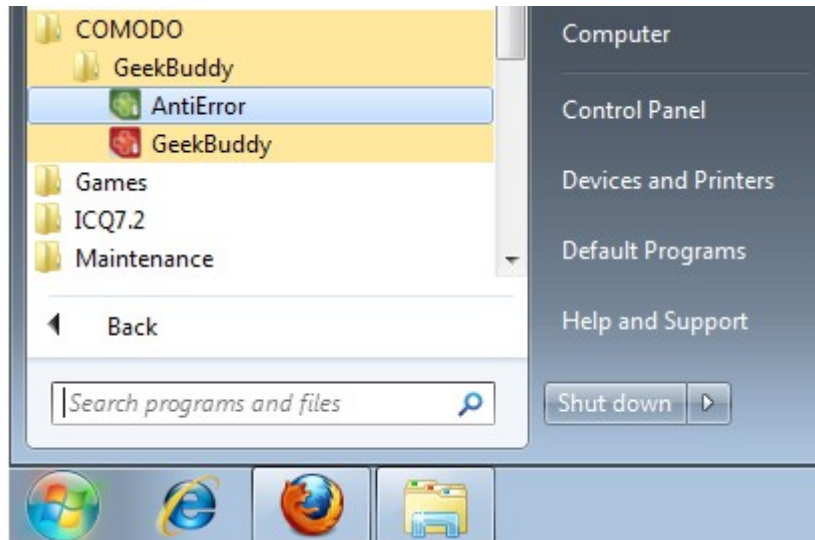 COMODO
GeekBuddy
AntiError
GeekBuddy
Games
ICQ7.2
Maintenance
Back
Search programs and files
Computer
Control Panel
Devices and Printers
Default Programs
Help and Support
Shut down